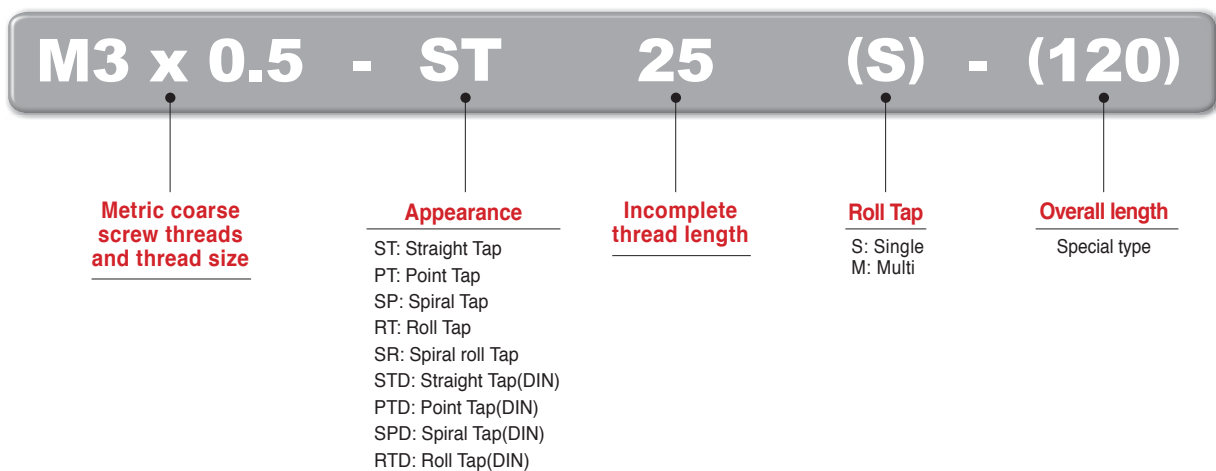 M3 x 0.5 - ST 25 (S) - (120)
Metric coarse
screw threads
and thread size
Appearance
ST: Straight Tap
PT: Point Tap
SP: Spiral Tap
RT: Roll Tap
SR: Spiral roll Tap
STD: Straight Tap(DIN)
PTD: Point Tap(DIN)
SPD: Spiral Tap(DIN)
RTD: Roll Tap(DIN)
Incomplete
thread length
Roll Tap
S: Single
M: Multi
Overall length
Special type